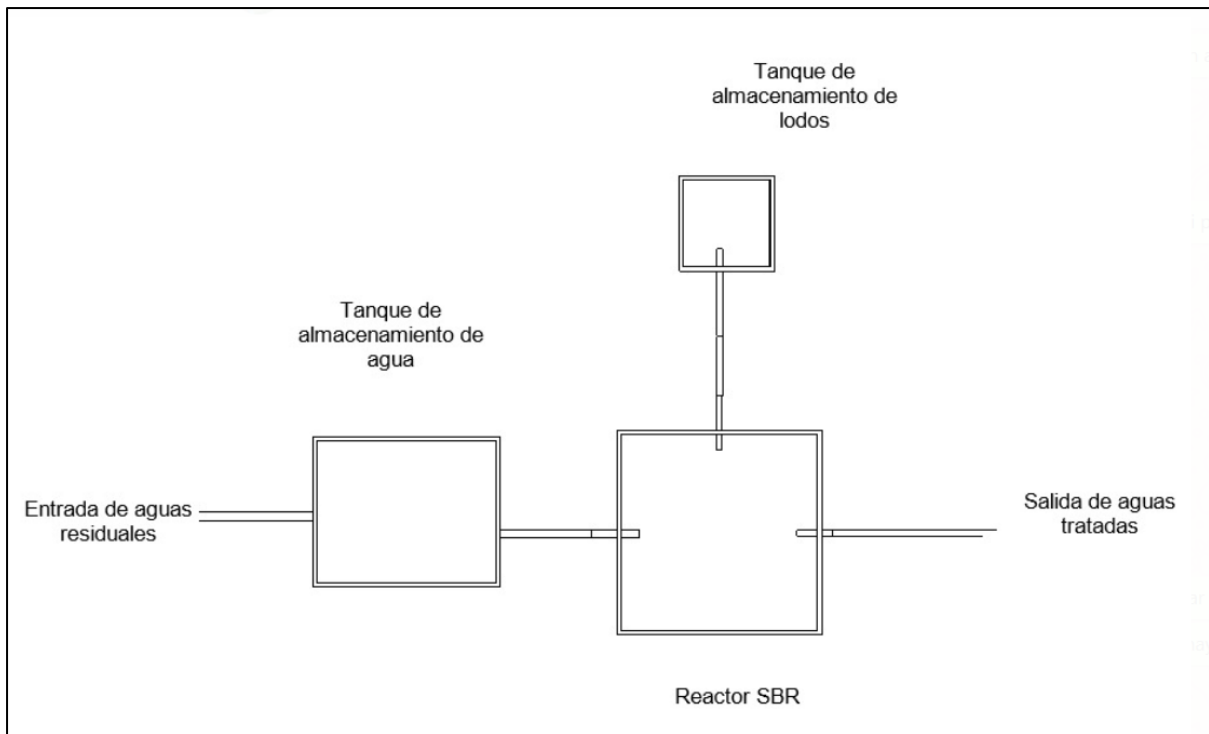 Tanque de
almacenamiento de
lodos
Tanque de
almacenamiento de
agua
Entrada de aguas
residuales
Salida de aguas
tratadas
Reactor SBR